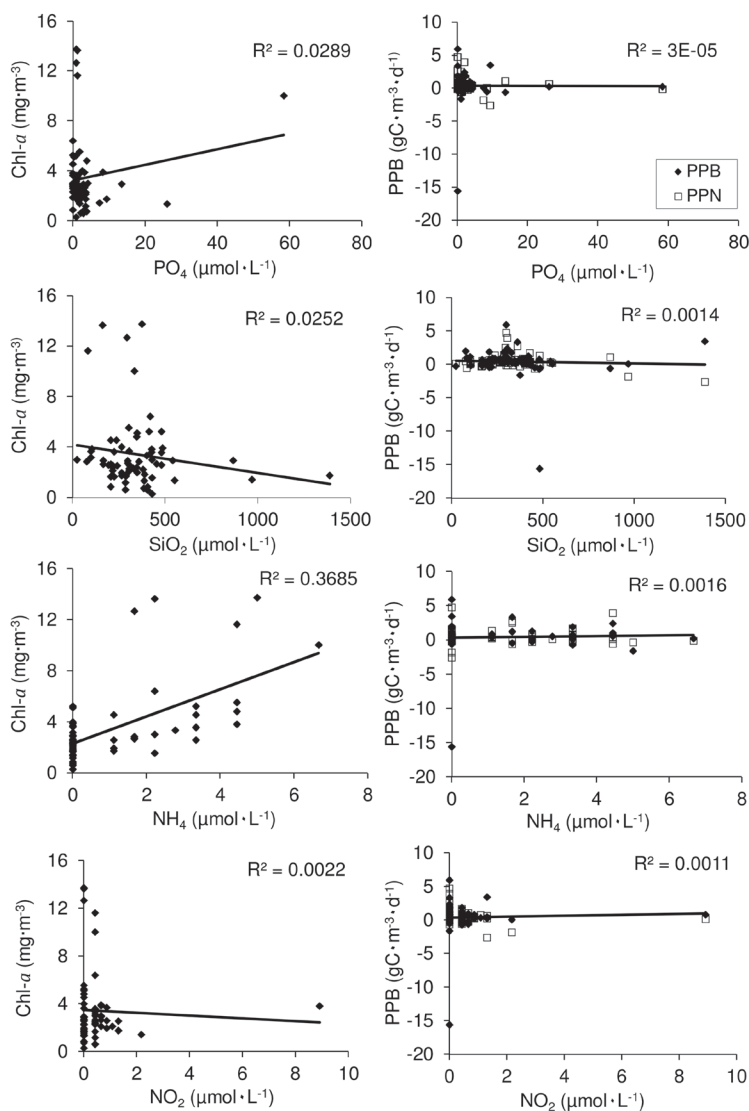 R² = 0.0289
Chl-a (mg·m⁻³)
16
12
8
4
0
0 20 40 60 80
PO₄ (µmol·L⁻¹)
R² = 3E-05
PPB (gC·m⁻³·d⁻¹)
10
5
0
-5
-10
-15
-20
PPB
PPN
0 20 40 60 80
PO₄ (µmol·L⁻¹)
R² = 0.0252
Chl-a (mg·m⁻³)
16
12
8
4
0
0 500 1000 1500
SiO₂ (µmol·L⁻¹)
R² = 0.0014
PPB (gC·m⁻³·d⁻¹)
10
5
0
-5
-10
-15
-20
0 500 1000 1500
SiO₂ (µmol·L⁻¹)
R² = 0.3685
Chl-a (mg·m⁻³)
16
12
8
4
0
0 2 4 6 8
NH₄ (µmol·L⁻¹)
R² = 0.0016
PPB (gC·m⁻³·d⁻¹)
10
5
0
-5
-10
-15
-20
0 2 4 6 8
NH₄ (µmol·L⁻¹)
R² = 0.0022
Chl-a (mg·m⁻³)
16
12
8
4
0
0 2 4 6 8 10
NO₂ (µmol·L⁻¹)
R² = 0.0011
PPB (gC·m⁻³·d⁻¹)
10
5
0
-5
-10
-15
-20
0 2 4 6 8 10
NO₂ (µmol·L⁻¹)